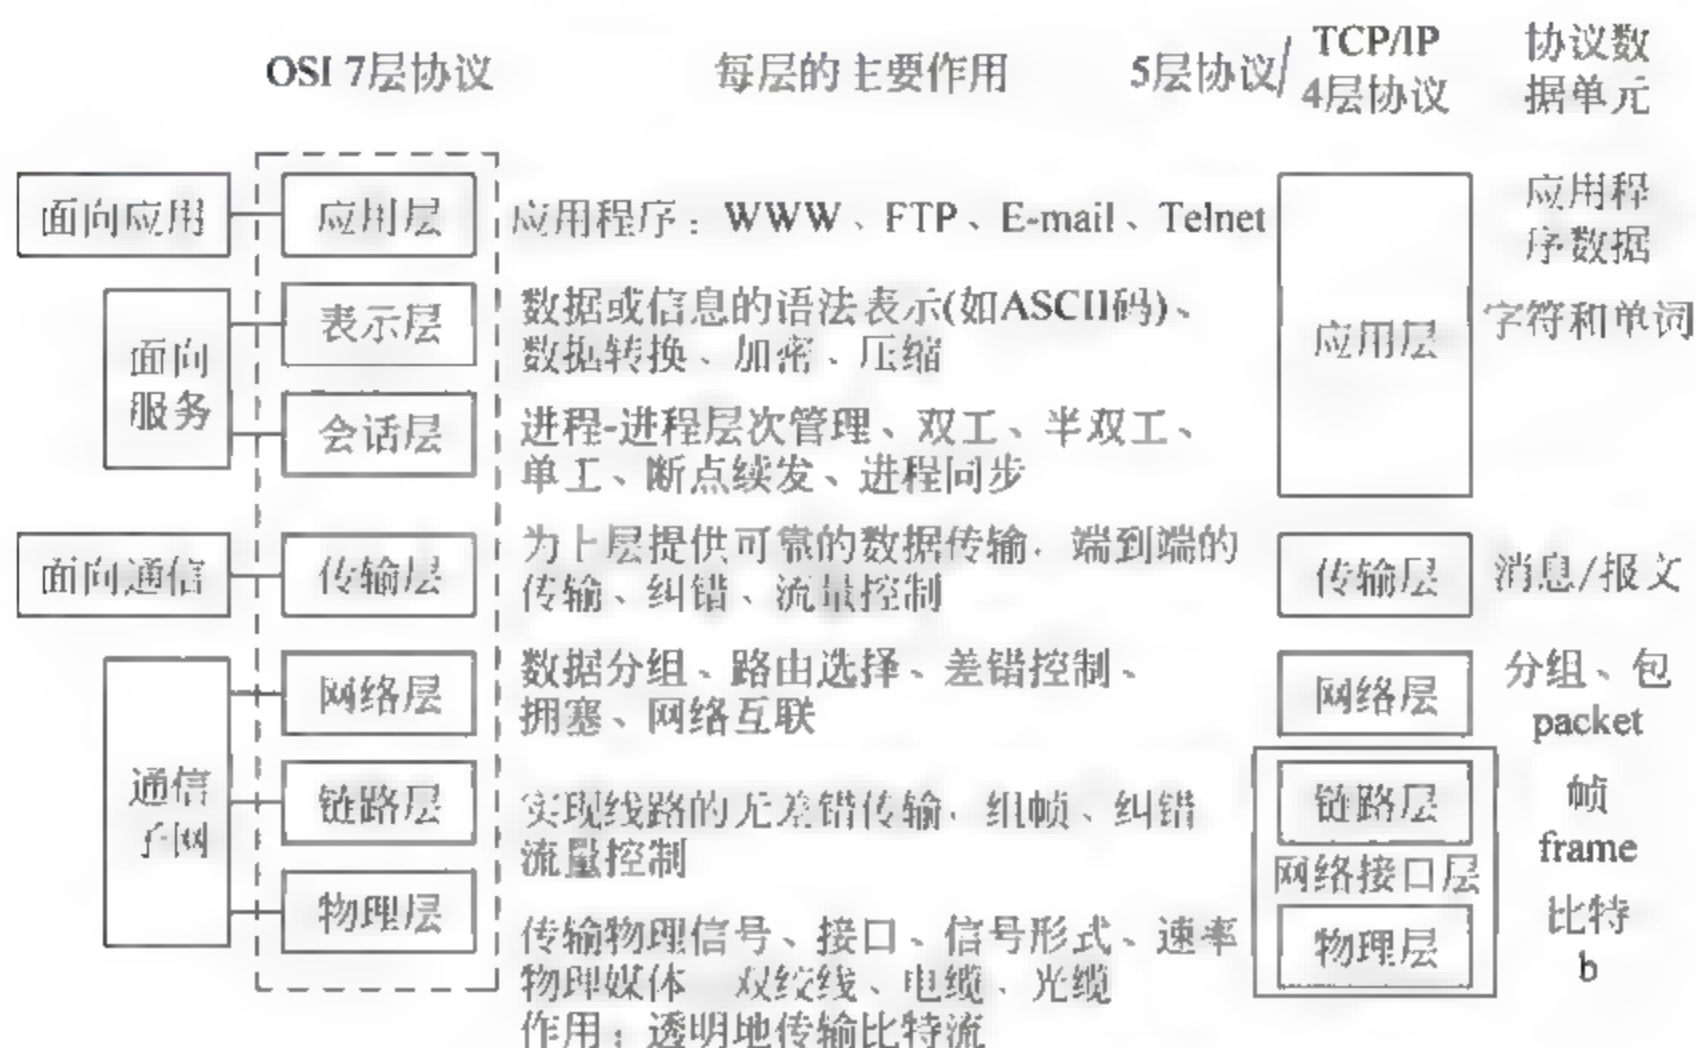 OSI 7层协议
每层的主要作用
5层协议/
TCP/IP
4层协议
协议数
据单元
面向应用
应用层
应用程序：WWW、FTP、E-mail、Telnet
应用程
序数据
面向
服务
表示层
数据或信息的语法表示(如ASCII码)、
数据转换、加密、压缩
应用层
字符和单词
会话层
进程-进程层次管理、双工、半双工、
单工、断点续发、进程同步
面向通信
传输层
为上层提供可靠的数据传输，端到端的
传输、纠错、流量控制
传输层
消息/报文
通信
子网
网络层
数据分组、路由选择、差错控制、
拥塞、网络互联
网络层
分组、包
packet
链路层
实现线路的无差错传输，组帧、纠错
流量控制
链路层
网络接口层
帧
frame
物理层
传输物理信号、接口、信号形式、速率
物理媒体 双绞线、电缆、光缆
作用：透明地传输比特流
物理层
比特
b